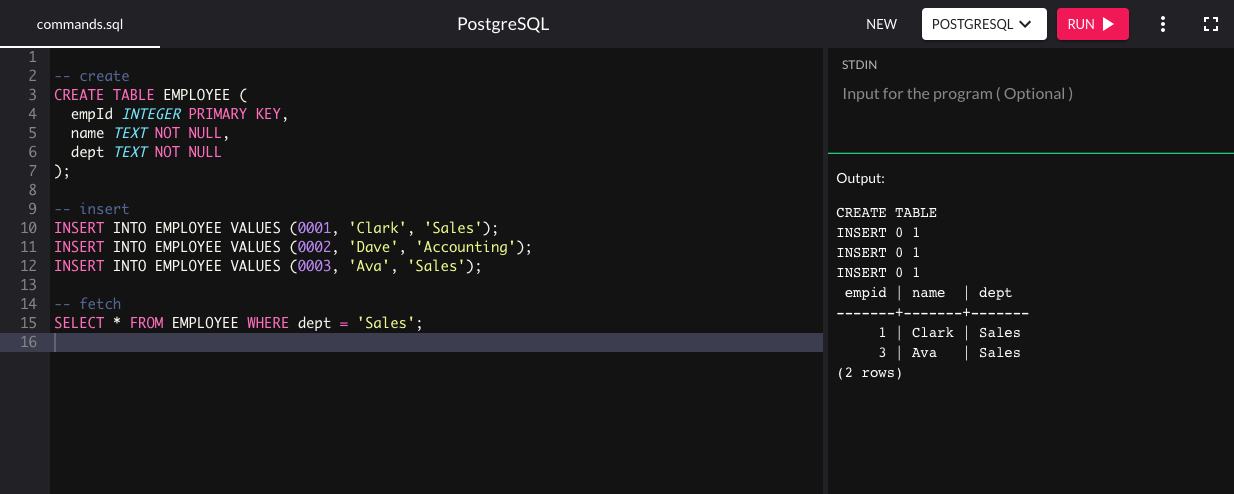 commands.sql
PostgreSQL
NEW
POSTGRESQL
RUN
1
2 -- create
3 CREATE TABLE EMPLOYEE (
4   empId INTEGER PRIMARY KEY,
5   name TEXT NOT NULL,
6   dept TEXT NOT NULL
7 );
8
9 -- insert
10 INSERT INTO EMPLOYEE VALUES (0001, 'Clark', 'Sales');
11 INSERT INTO EMPLOYEE VALUES (0002, 'Dave', 'Accounting');
12 INSERT INTO EMPLOYEE VALUES (0003, 'Ava', 'Sales');
13
14 -- fetch
15 SELECT * FROM EMPLOYEE WHERE dept = 'Sales';
16
STDIN
Input for the program ( Optional )
Output:
CREATE TABLE
INSERT 0 1
INSERT 0 1
INSERT 0 1
 empid | name  | dept
-------+-------+-------
     1 | Clark | Sales
     3 | Ava   | Sales
(2 rows)